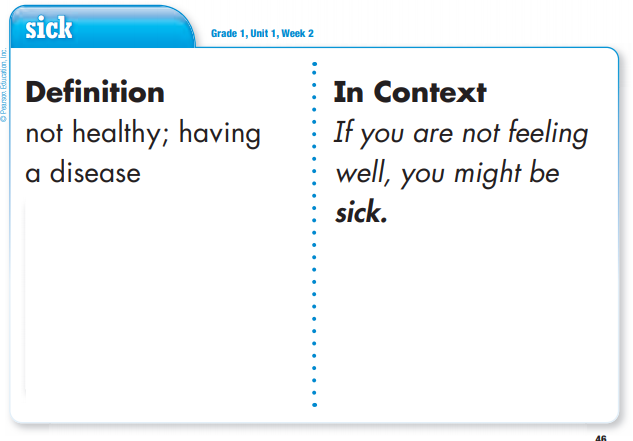 sick
Grade 1, Unit 1, Week 2
© Pearson Education, Inc.
Definition
not healthy; having
a disease
In Context
If you are not feeling
well, you might be
sick.
46